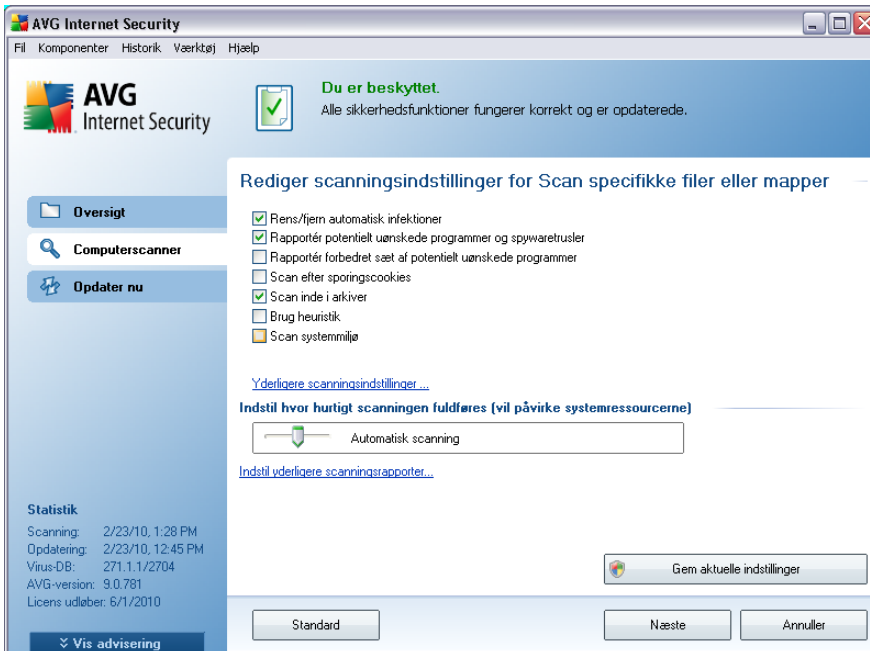 AVG Internet Security
Fil Komponenter Historik Værktøj Hjælp
AVG
Internet Security
Du er beskyttet.
Alle sikkerhedsfunktioner fungerer korrekt og er opdaterede.
Oversigt
Computerscanner
Opdater nu
Rediger scanningsindstillinger for Scan specifikke filer eller mapper
Rens/fjern automatisk infektioner
Rapportér potentielt uønskede programmer og spywaretrusler
Rapportér forbedret sæt af potentielt uønskede programmer
Scan efter sporingscookies
Scan inde i arkiver
Brug heuristik
Scan systemmiljø
Yderligere scanningsindstillinger ...
Indstil hvor hurtigt scanningen fuldføres (vil påvirke systemressourcerne)
Automatisk scanning
Indstil yderligere scanningsrapporter...
Statistik
Scanning: 2/23/10, 1:28 PM
Opdatering: 2/23/10, 12:45 PM
Virus-DB: 271.1.1/2704
AVG-version: 9.0.781
Licens udløber: 6/1/2010
Vis advisering
Gem aktuelle indstillinger
Standard
Næste
Annuller